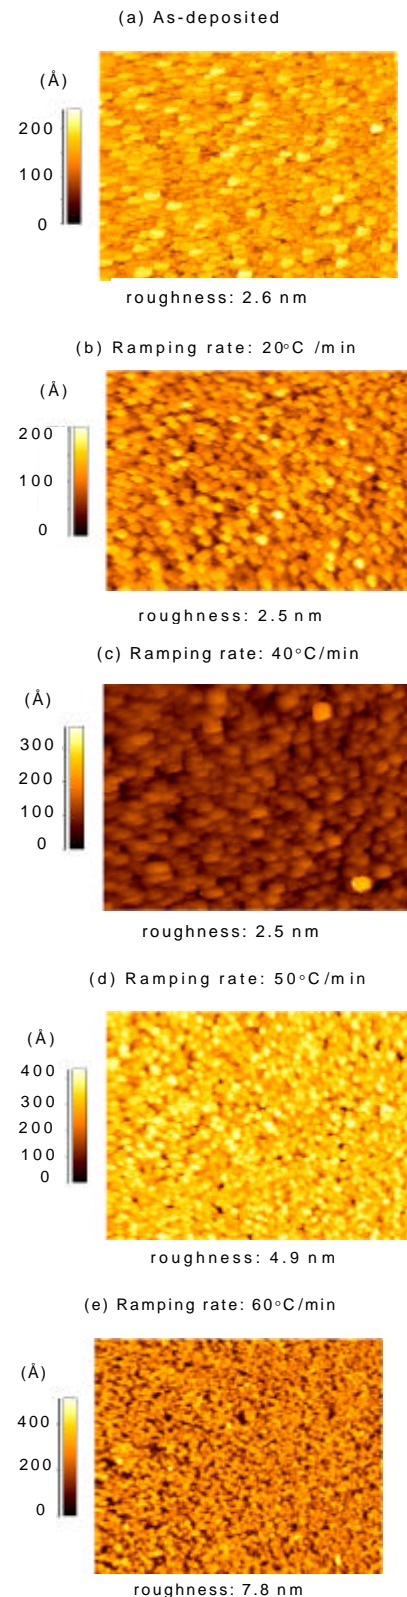 (a) As-deposited
(Å)
200
100
0
roughness: 2.6 nm
(b) Ramping rate: 20°C /min
(Å)
200
100
0
roughness: 2.5 nm
(c) Ramping rate: 40°C/min
(Å)
300
200
100
0
roughness: 2.5 nm
(d) Ramping rate: 50°C/min
(Å)
400
300
200
100
0
roughness: 4.9 nm
(e) Ramping rate: 60°C/min
(Å)
400
200
0
roughness: 7.8 nm